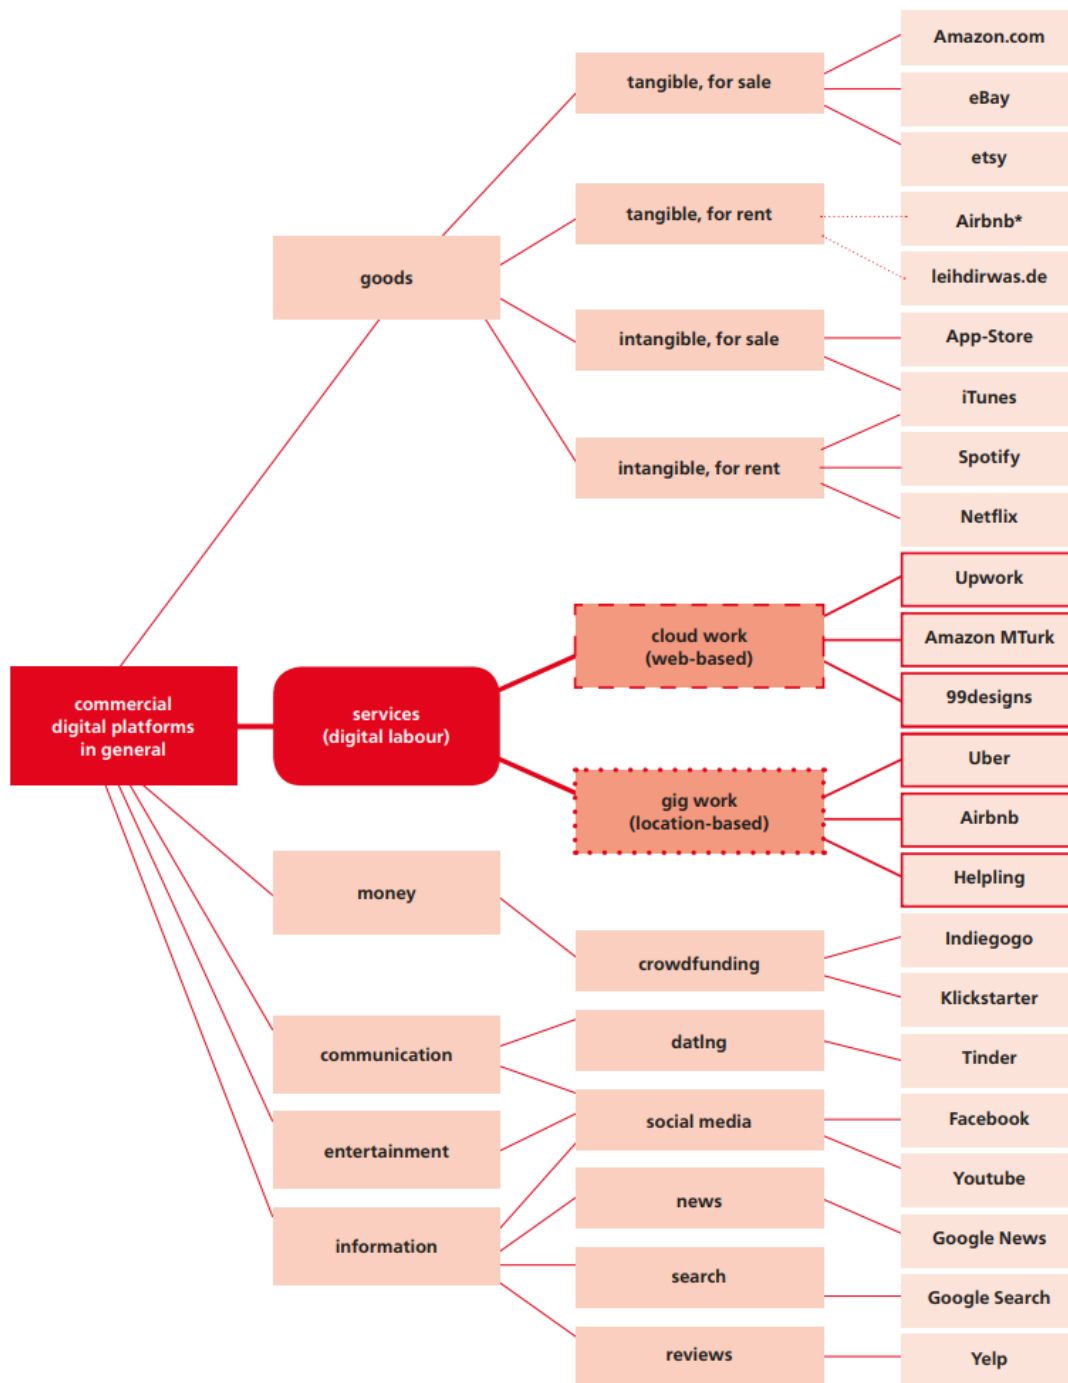 commercial
digital platforms
in general
goods
services
(digital labour)
money
communication
entertainment
information
tangible, for sale
tangible, for rent
intangible, for sale
intangible, for rent
cloud work
(web-based)
gig work
(location-based)
crowdfunding
datIng
social media
news
search
reviews
Amazon.com
eBay
etsy
Airbnb*
leihdirwas.de
App-Store
iTunes
Spotify
Netflix
Upwork
Amazon MTurk
99designs
Uber
Airbnb
Helpling
Indiegogo
Klickstarter
Tinder
Facebook
Youtube
Google News
Google Search
Yelp